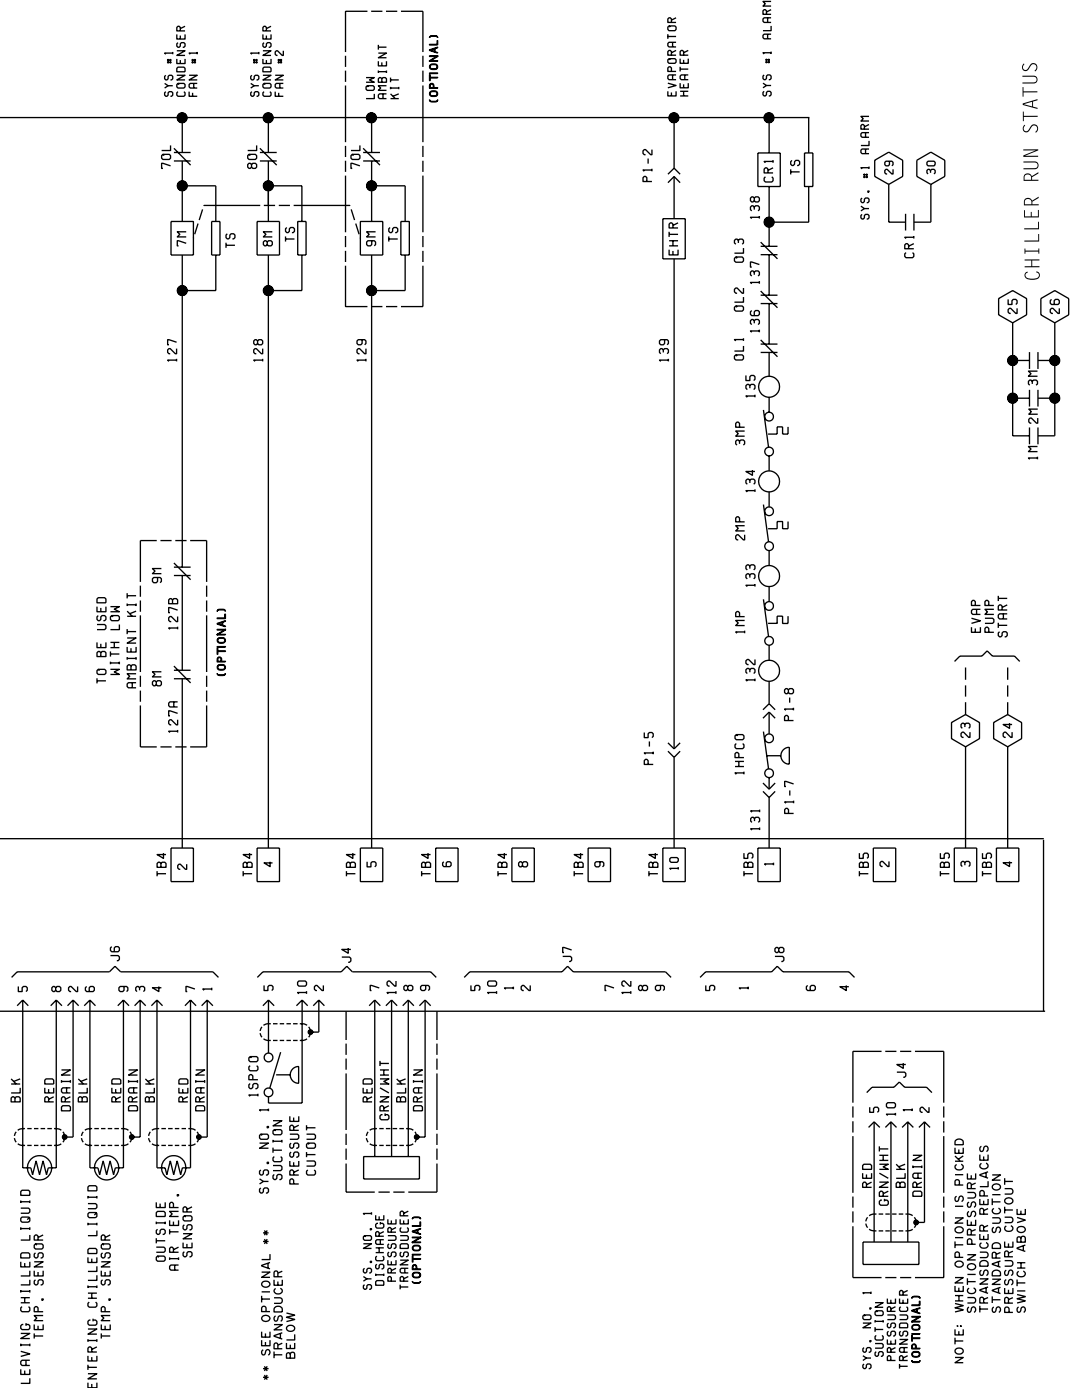 SYS #1
CONDENSER
FAN #1
SYS #1
CONDENSER
FAN #2
LOW
AMBIENT
KIT
(OPTIONAL)
EVAPORATOR
HEATER
SYS #1 ALARM
7OL
8OL
7OL
7M
TS
8M
TS
9M
TS
P1-2
EHTR
CR1
TS
138
OL3
137
OL2
136
OL1
135
3MP
134
2MP
133
1MP
132
P1-8
1HPCO
P1-7
131
127
128
129
139
P1-5
SYS. #1 ALARM
29
30
CR1
CHILLER RUN STATUS
25
26
1M
2M
3M
TO BE USED
WITH LOW
AMBIENT KIT
9M
127B
8M
127A
(OPTIONAL)
EVAP
PUMP
START
23
24
TB4
2
TB4
4
TB4
5
TB4
6
TB4
8
TB4
9
TB4
10
TB5
1
TB5
2
TB5
3
TB5
4
J6
5
8
2
6
9
3
4
7
1
J4
5
10
2
7
12
8
9
J7
5
10
1
2
7
12
8
9
J8
5
1
6
4
BLK
RED
DRAIN
BLK
RED
DRAIN
BLK
RED
DRAIN
LEAVING CHILLED LIQUID
TEMP. SENSOR
ENTERING CHILLED LIQUID
TEMP. SENSOR
OUTSIDE
AIR TEMP.
SENSOR
1SPCO
SYS. NO. 1
SUCTION
PRESSURE
CUTOUT
** SEE OPTIONAL **
TRANSDUCER
BELOW
RED
GRN/WHT
BLK
DRAIN
SYS. NO. 1
DISCHARGE
PRESSURE
TRANSDUCER
(OPTIONAL)
J4
5
10
1
2
RED
GRN/WHT
BLK
DRAIN
SYS. NO. 1
SUCTION
PRESSURE
TRANSDUCER
(OPTIONAL)
NOTE: WHEN OPTION IS PICKED
SUCTION PRESSURE
TRANSDUCER REPLACES
STANDARD SUCTION
PRESSURE CUTOUT
SWITCH ABOVE